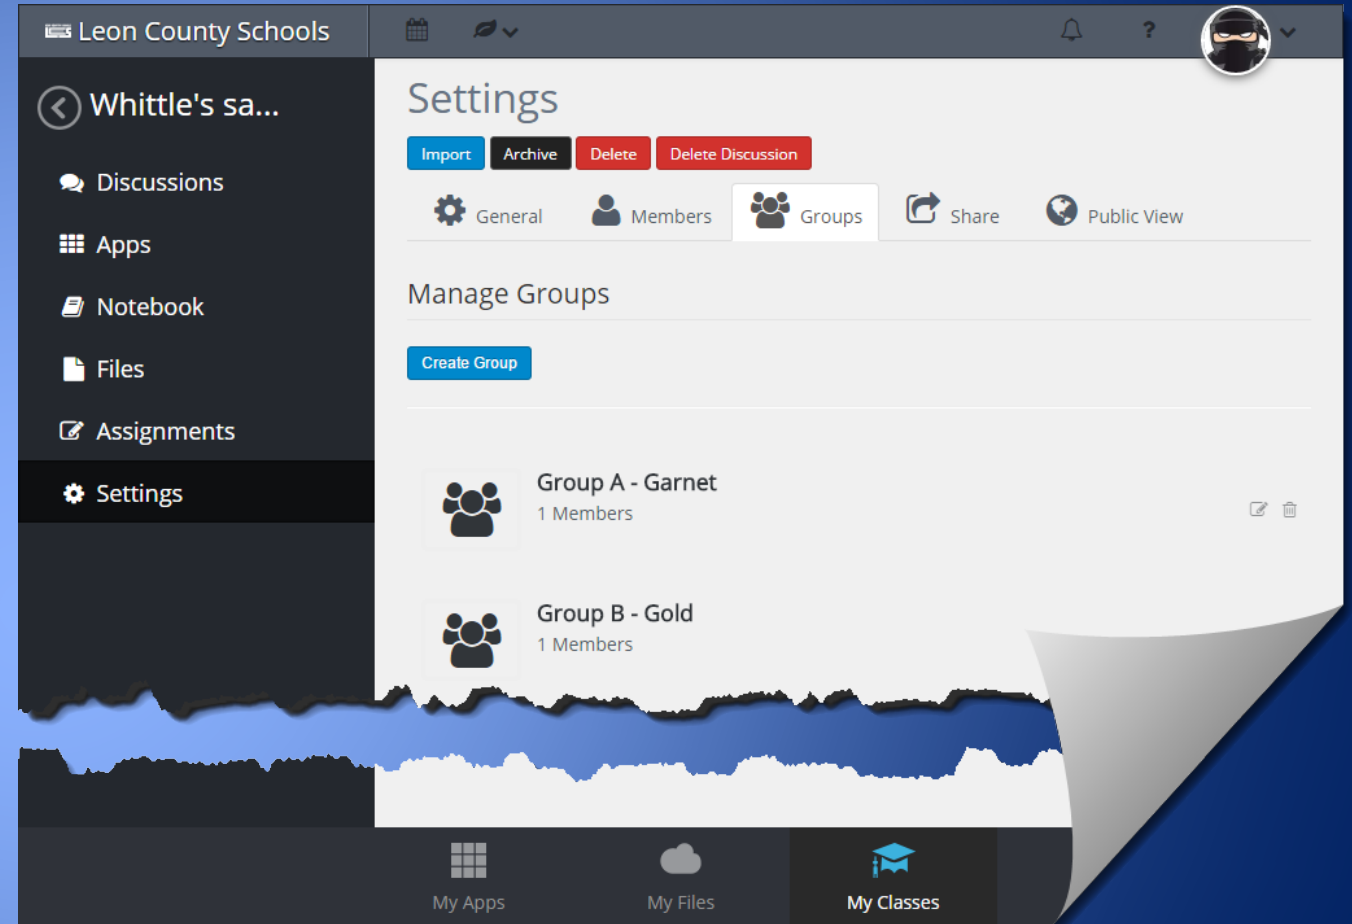 Leon County Schools
?
Whittle's sa...
Discussions
Apps
Notebook
Files
Assignments
Settings
Settings
Import Archive Delete Delete Discussion
General Members Groups Share Public View
Manage Groups
Create Group
Group A - Garnet
1 Members
Group B - Gold
1 Members
My Apps My Files My Classes